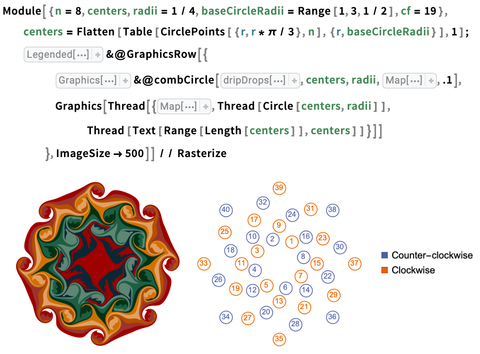 Module[{n = 8, centers, radii = 1 / 4, baseCircleRadii = Range[1, 3, 1 / 2], cf = 19},
centers = Flatten[Table[CirclePoints[{r, r * π / 3}, n], {r, baseCircleRadii}], 1];
Legended[⋯] &@GraphicsRow[{
Graphics[⋯] &@combCircle[dripDrops[⋯], centers, radii, Map[⋯], .1],
Graphics[Thread[{Map[⋯], Thread[Circle[centers, radii]],
Thread[Text[Range[Length[centers]], centers]]}]]
}, ImageSize → 500]] // Rasterize
39
32
40 31 38
17 24
25 10 9 2 1 16 23
18 3 30
33 11 8 15 37
26 4 7 22
19 12 5 6 14 29
13
27 20 21
34 28 36
35
Counter-clockwise
Clockwise